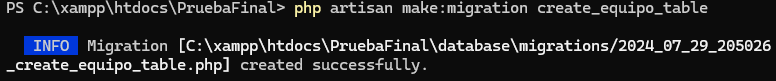 PS C:\xampp\htdocs\PruebaFinal> php artisan make:migration create_equipo_table
INFO Migration [C:\xampp\htdocs\PruebaFinal\database\migrations/2024_07_29_205026
_create_equipo_table.php] created successfully.